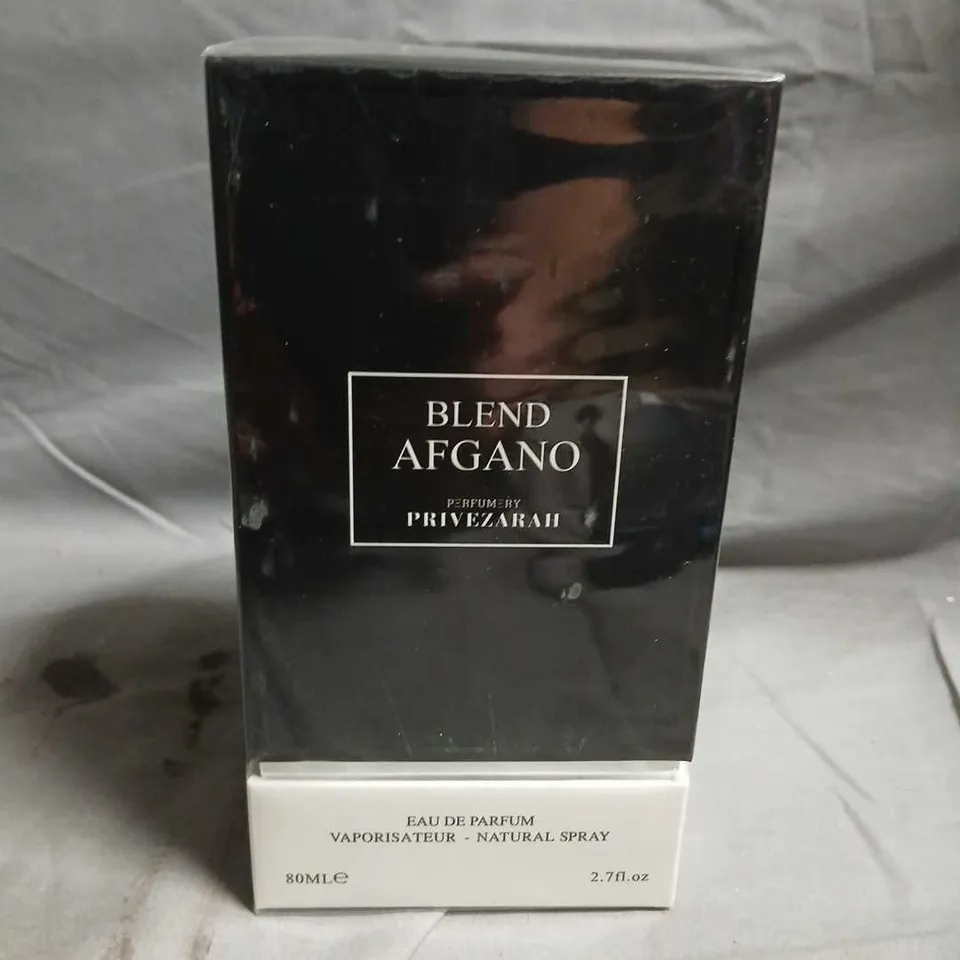 BLEND
AFGANO
PERFUMERY
PRIVEZARAH
EAU DE PARFUM
VAPORISATEUR - NATURAL SPRAY
80ML℮
2.7fl.oz